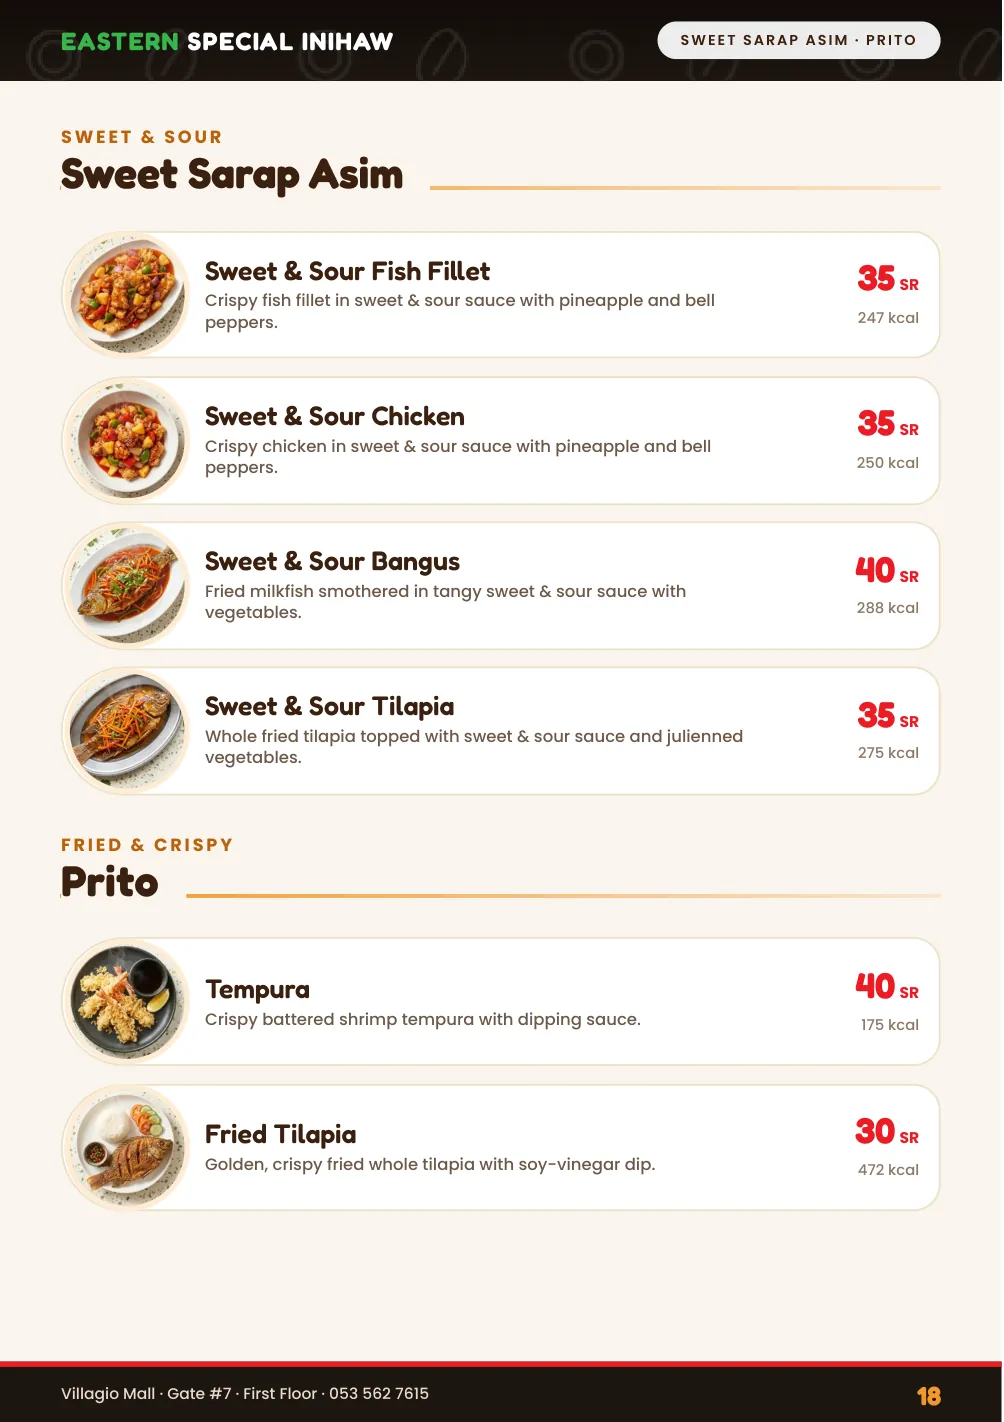 EASTERN SPECIAL INIHAW
SWEET SARAP ASIM · PRITO
SWEET & SOUR
Sweet Sarap Asim
Sweet & Sour Fish Fillet
Crispy fish fillet in sweet & sour sauce with pineapple and bell
peppers.
35 SR
247 kcal
Sweet & Sour Chicken
Crispy chicken in sweet & sour sauce with pineapple and bell
peppers.
35 SR
250 kcal
Sweet & Sour Bangus
Fried milkfish smothered in tangy sweet & sour sauce with
vegetables.
40 SR
288 kcal
Sweet & Sour Tilapia
Whole fried tilapia topped with sweet & sour sauce and julienned
vegetables.
35 SR
275 kcal
FRIED & CRISPY
Prito
Tempura
Crispy battered shrimp tempura with dipping sauce.
40 SR
175 kcal
Fried Tilapia
Golden, crispy fried whole tilapia with soy-vinegar dip.
30 SR
472 kcal
Villagio Mall · Gate #7 · First Floor · 053 562 7615
18